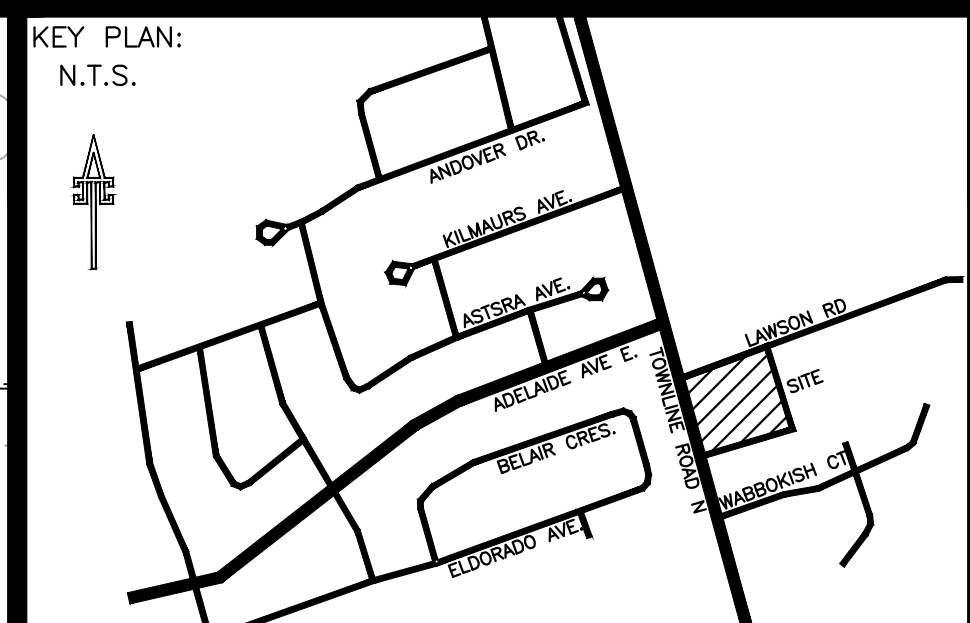 KEY PLAN:
N.T.S.
ANDOVER DR.
KILMAURS AVE.
ASTSRA AVE.
LAWSON RD
ADELAIDE AVE E.
SITE
TOWNLINE ROAD N
BELAIR CRES.
WABBOKISH CT
ELDORADO AVE.